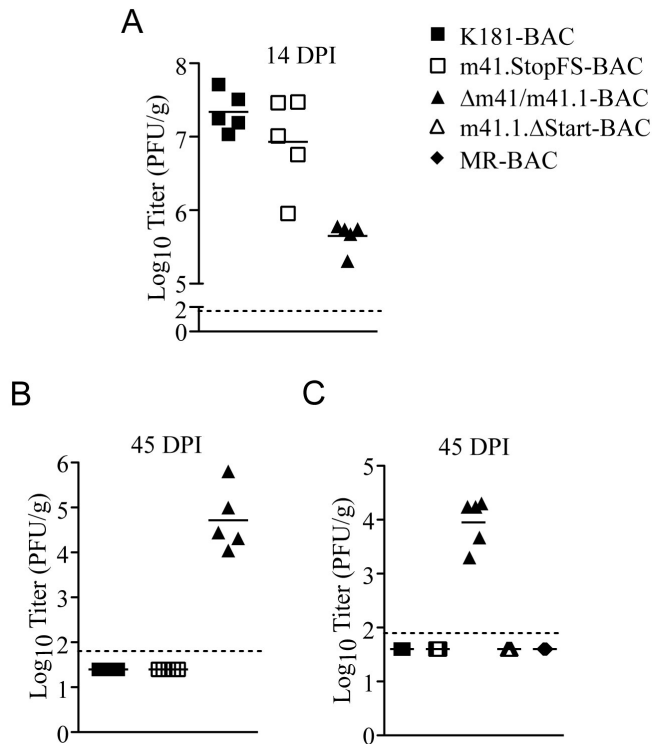 A
14 DPI
Log10 Titer (PFU/g)
8
7
6
5
2
0
K181-BAC
m41.StopFS-BAC
Δm41/m41.1-BAC
m41.1.ΔStart-BAC
MR-BAC
B
45 DPI
Log10 Titer (PFU/g)
6
5
4
3
2
1
0
C
45 DPI
Log10 Titer (PFU/g)
5
4
3
2
1
0